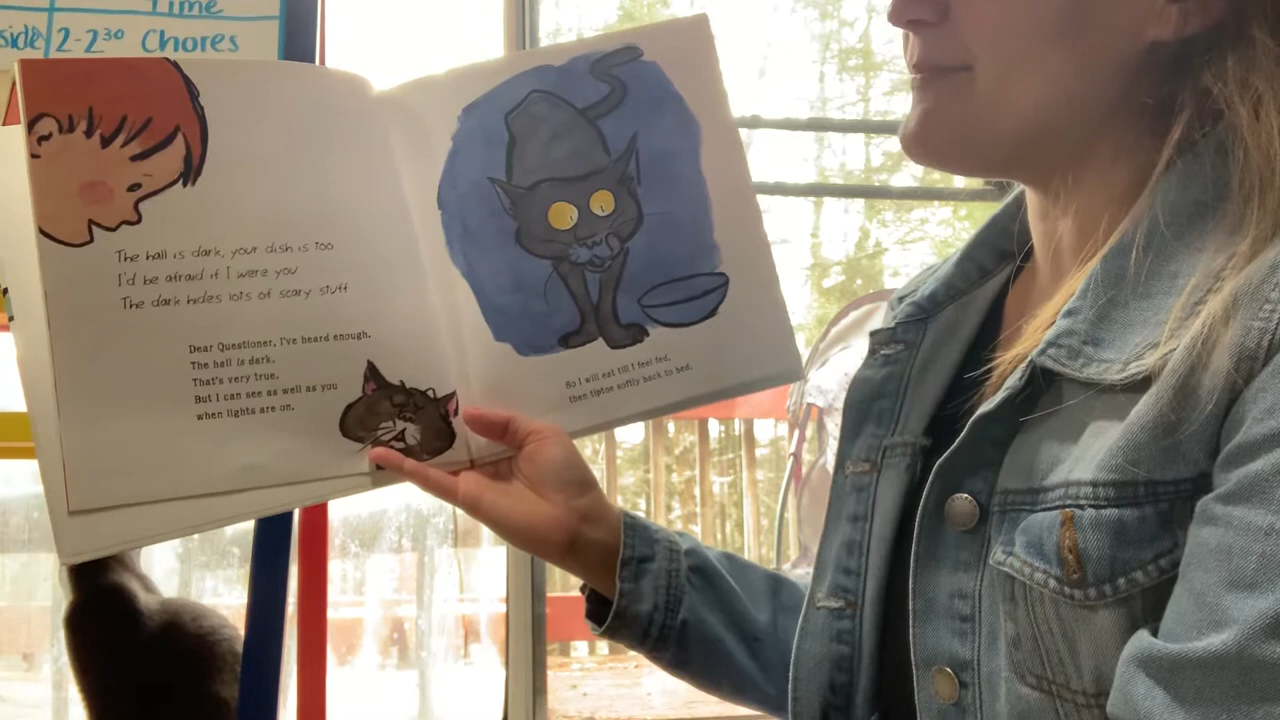 Time
side 2-2³⁰ Chores
The hall is dark, your dish is too
I'd be afraid if I were you
The dark hides lots of scary stuff
Dear Questioner, I've heard enough.
The hall is dark.
That's very true.
But I can see as well as you
when lights are on.
So I will eat till I feel fed,
then tiptoe softly back to bed.